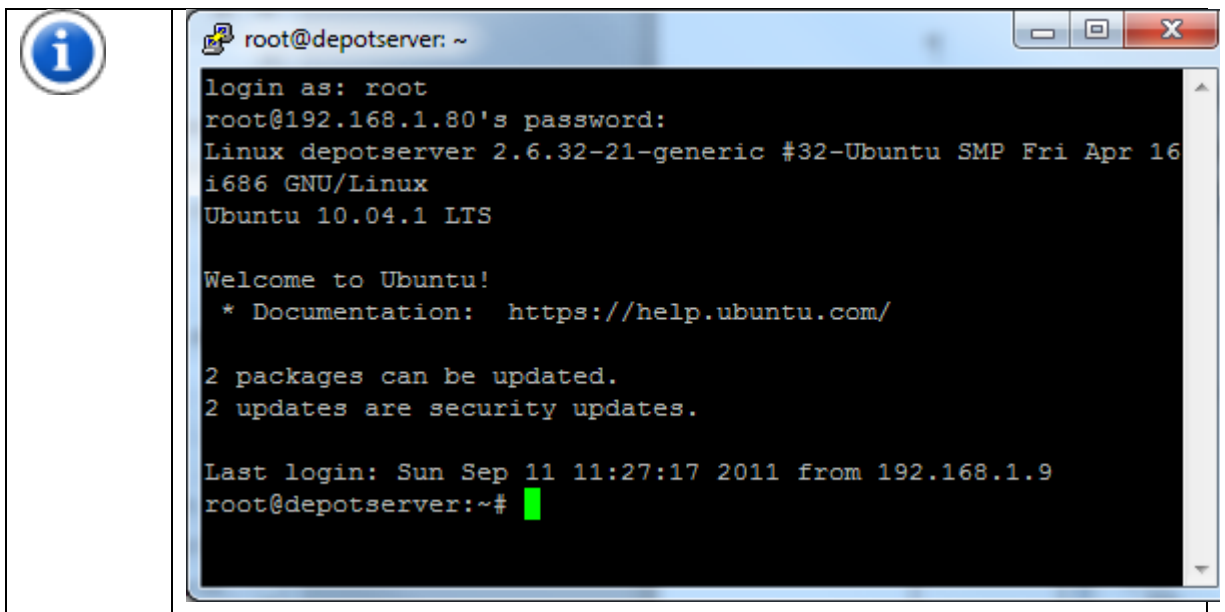 root@depotserver: ~
login as: root
root@192.168.1.80's password:
Linux depotserver 2.6.32-21-generic #32-Ubuntu SMP Fri Apr 16
i686 GNU/Linux
Ubuntu 10.04.1 LTS
Welcome to Ubuntu!
* Documentation:  https://help.ubuntu.com/
2 packages can be updated.
2 updates are security updates.
Last login: Sun Sep 11 11:27:17 2011 from 192.168.1.9
root@depotserver:~#